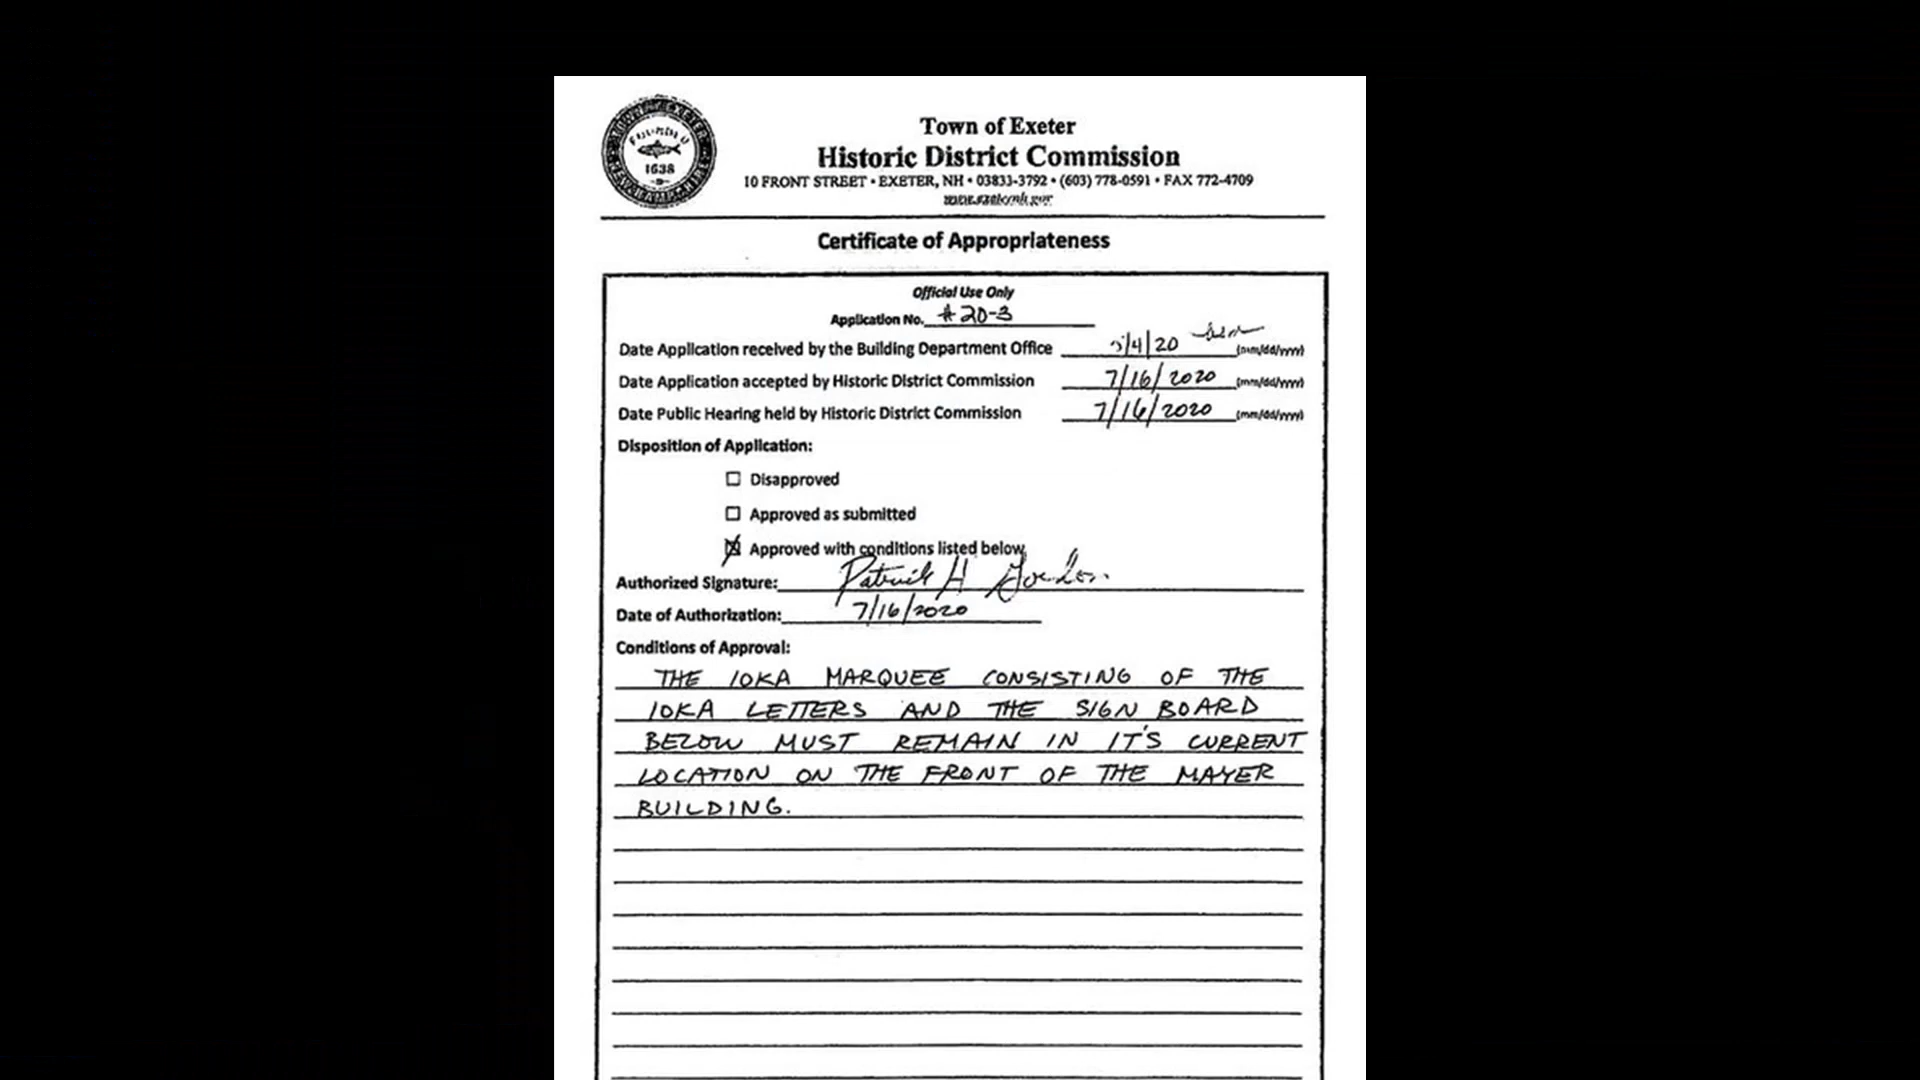 TOWN OF EXETER
1638
Town of Exeter
Historic District Commission
10 FRONT STREET • EXETER, NH • 03833-3792 • (603) 778-0591 • FAX 772-4709
Certificate of Appropriateness
Official Use Only
Application No. #20-3
Date Application received by the Building Department Office /4/20 (mm/dd/yyyy)
Date Application accepted by Historic District Commission 7/16/2020 (mm/dd/yyyy)
Date Public Hearing held by Historic District Commission 7/16/2020 (mm/dd/yyyy)
Disposition of Application:
Disapproved
Approved as submitted
Approved with conditions listed below
Authorized Signature: Patrick H Gordon
Date of Authorization: 7/16/2020
Conditions of Approval:
THE IOKA MARQUEE CONSISTING OF THE
IOKA LETTERS AND THE SIGN BOARD
BELOW MUST REMAIN IN IT'S CURRENT
LOCATION ON THE FRONT OF THE MAYER
BUILDING.